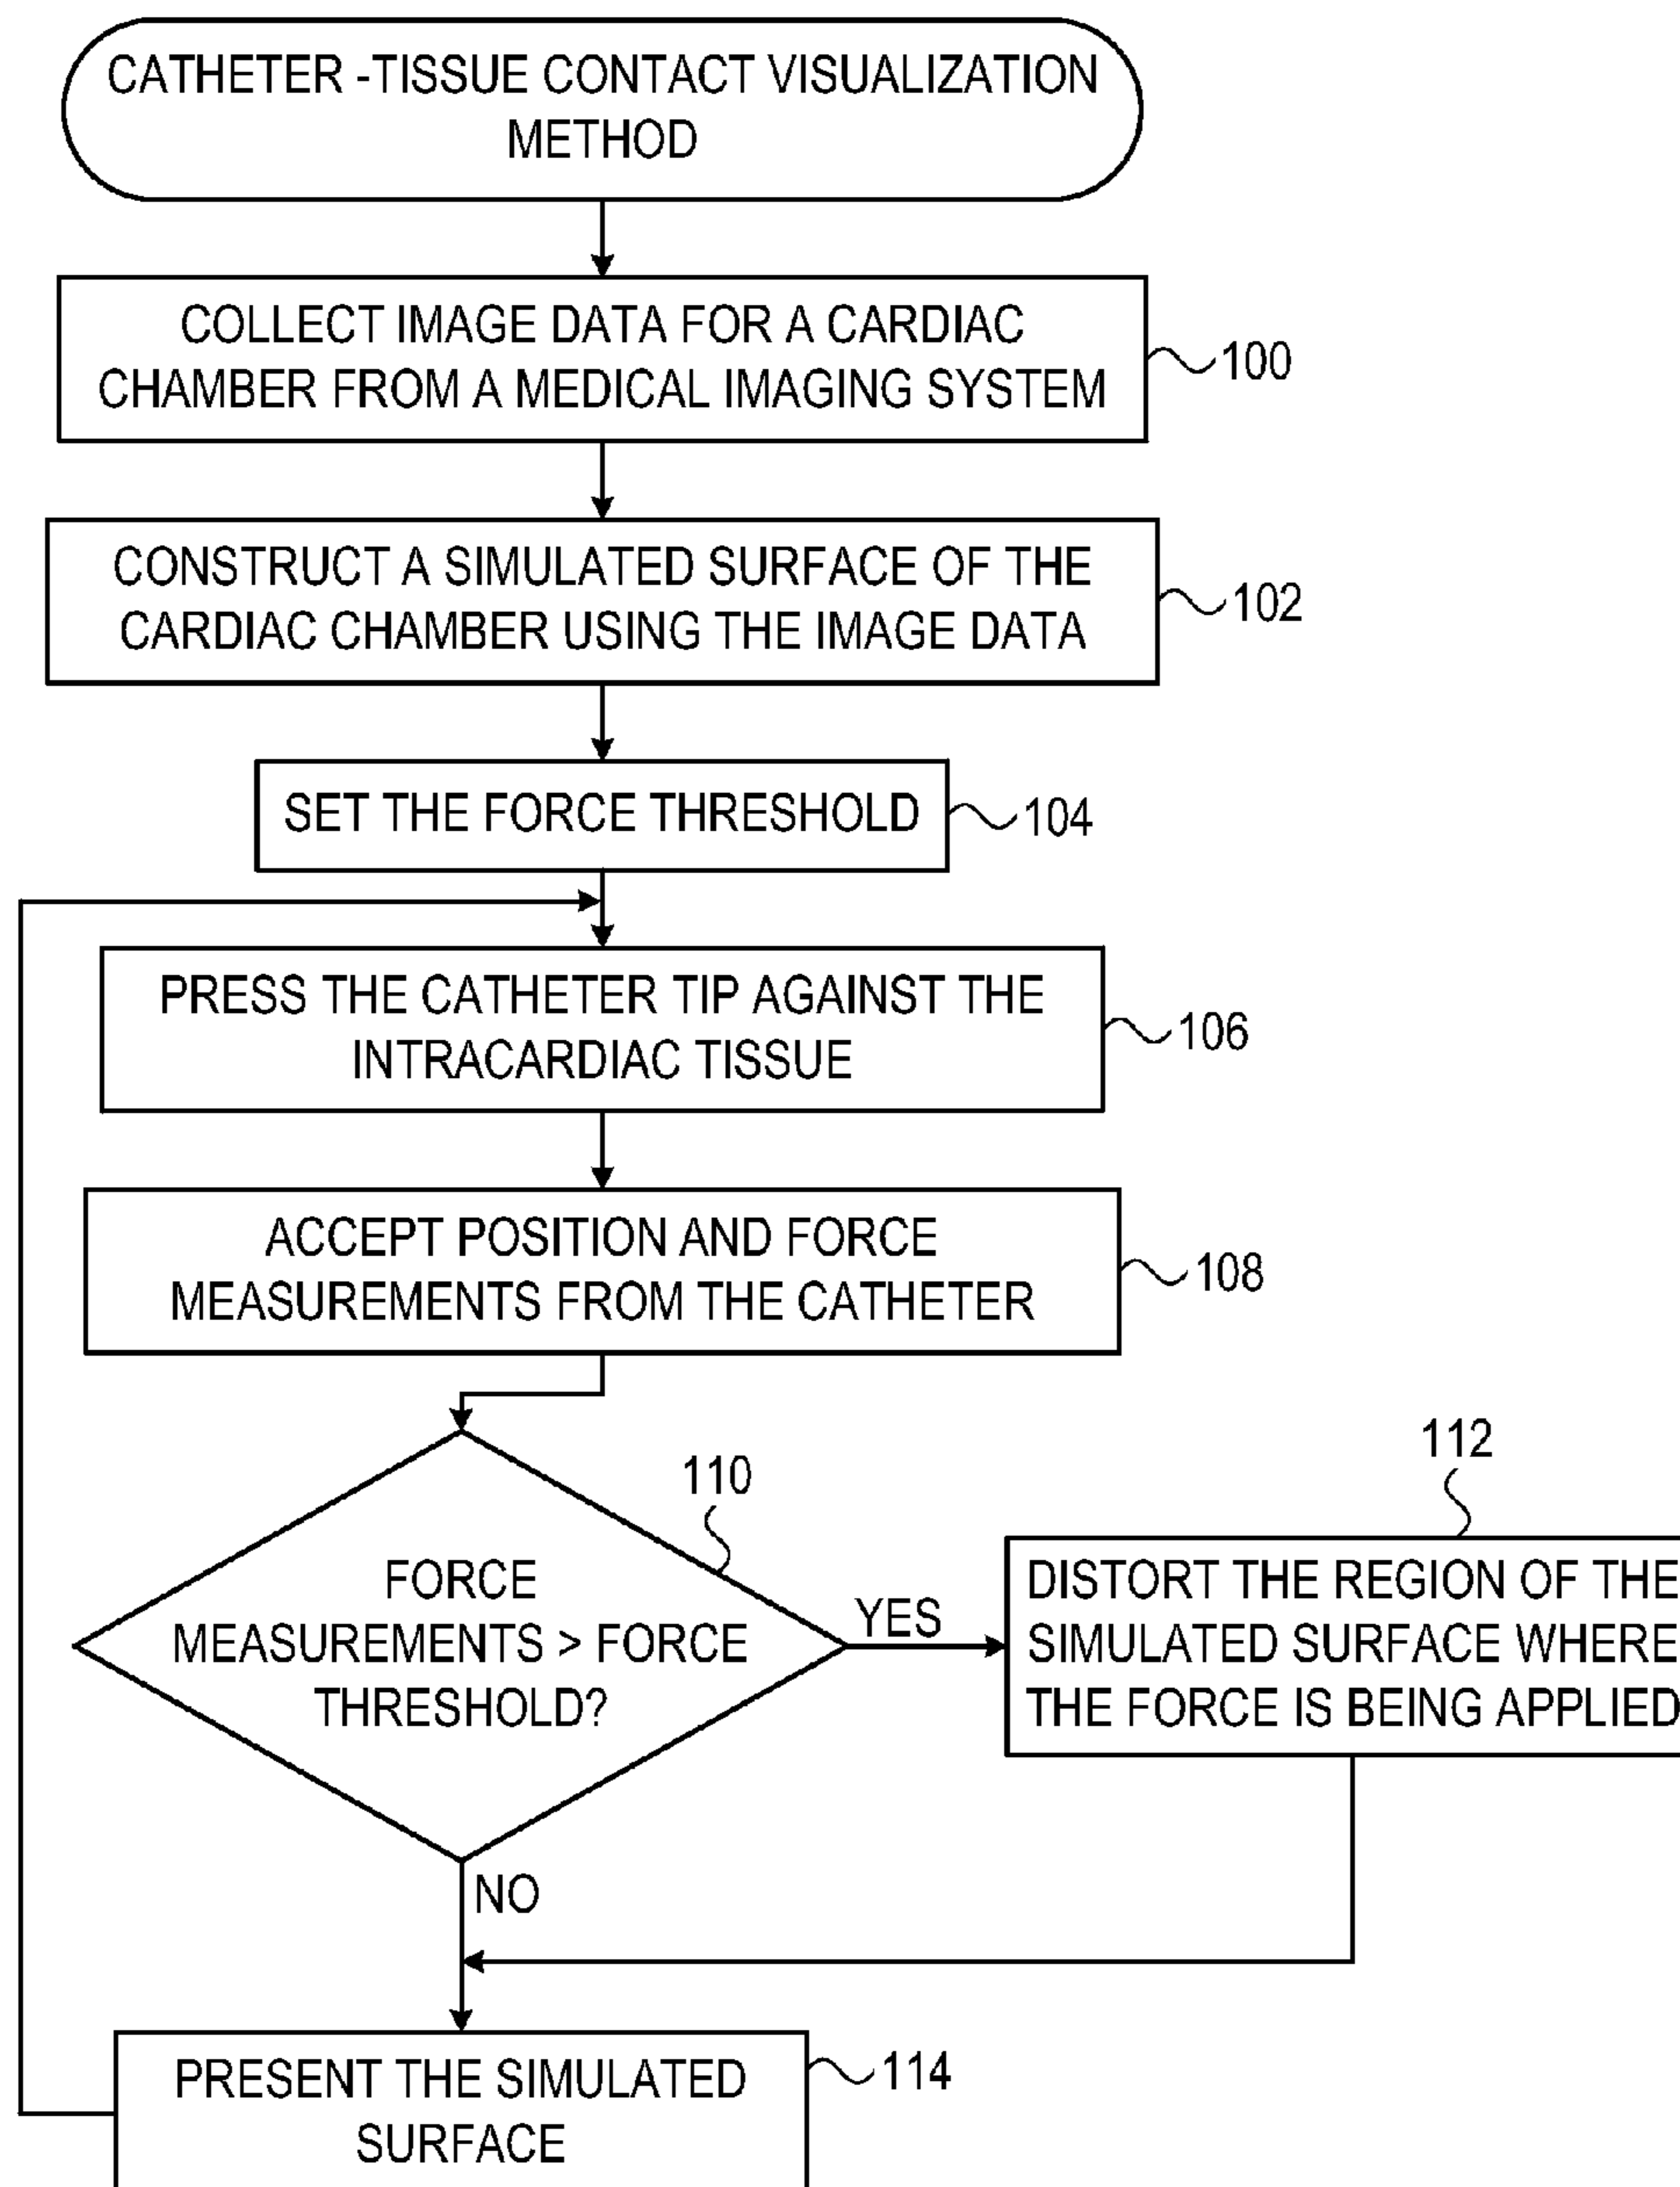 CATHETER -TISSUE CONTACT VISUALIZATION
METHOD
COLLECT IMAGE DATA FOR A CARDIAC
CHAMBER FROM A MEDICAL IMAGING SYSTEM
100
CONSTRUCT A SIMULATED SURFACE OF THE
CARDIAC CHAMBER USING THE IMAGE DATA
102
SET THE FORCE THRESHOLD
104
PRESS THE CATHETER TIP AGAINST THE
INTRACARDIAC TISSUE
106
ACCEPT POSITION AND FORCE
MEASUREMENTS FROM THE CATHETER
108
110
FORCE
MEASUREMENTS > FORCE
THRESHOLD?
YES
112
DISTORT THE REGION OF THE
SIMULATED SURFACE WHERE
THE FORCE IS BEING APPLIED
NO
PRESENT THE SIMULATED
SURFACE
114